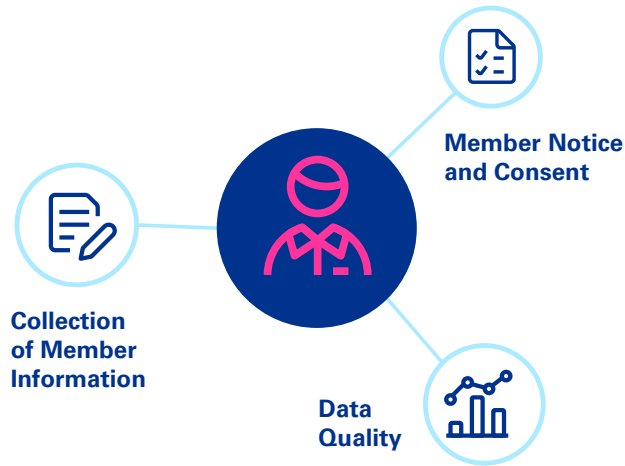 Member Notice
and Consent
Collection
of Member
Information
Data
Quality